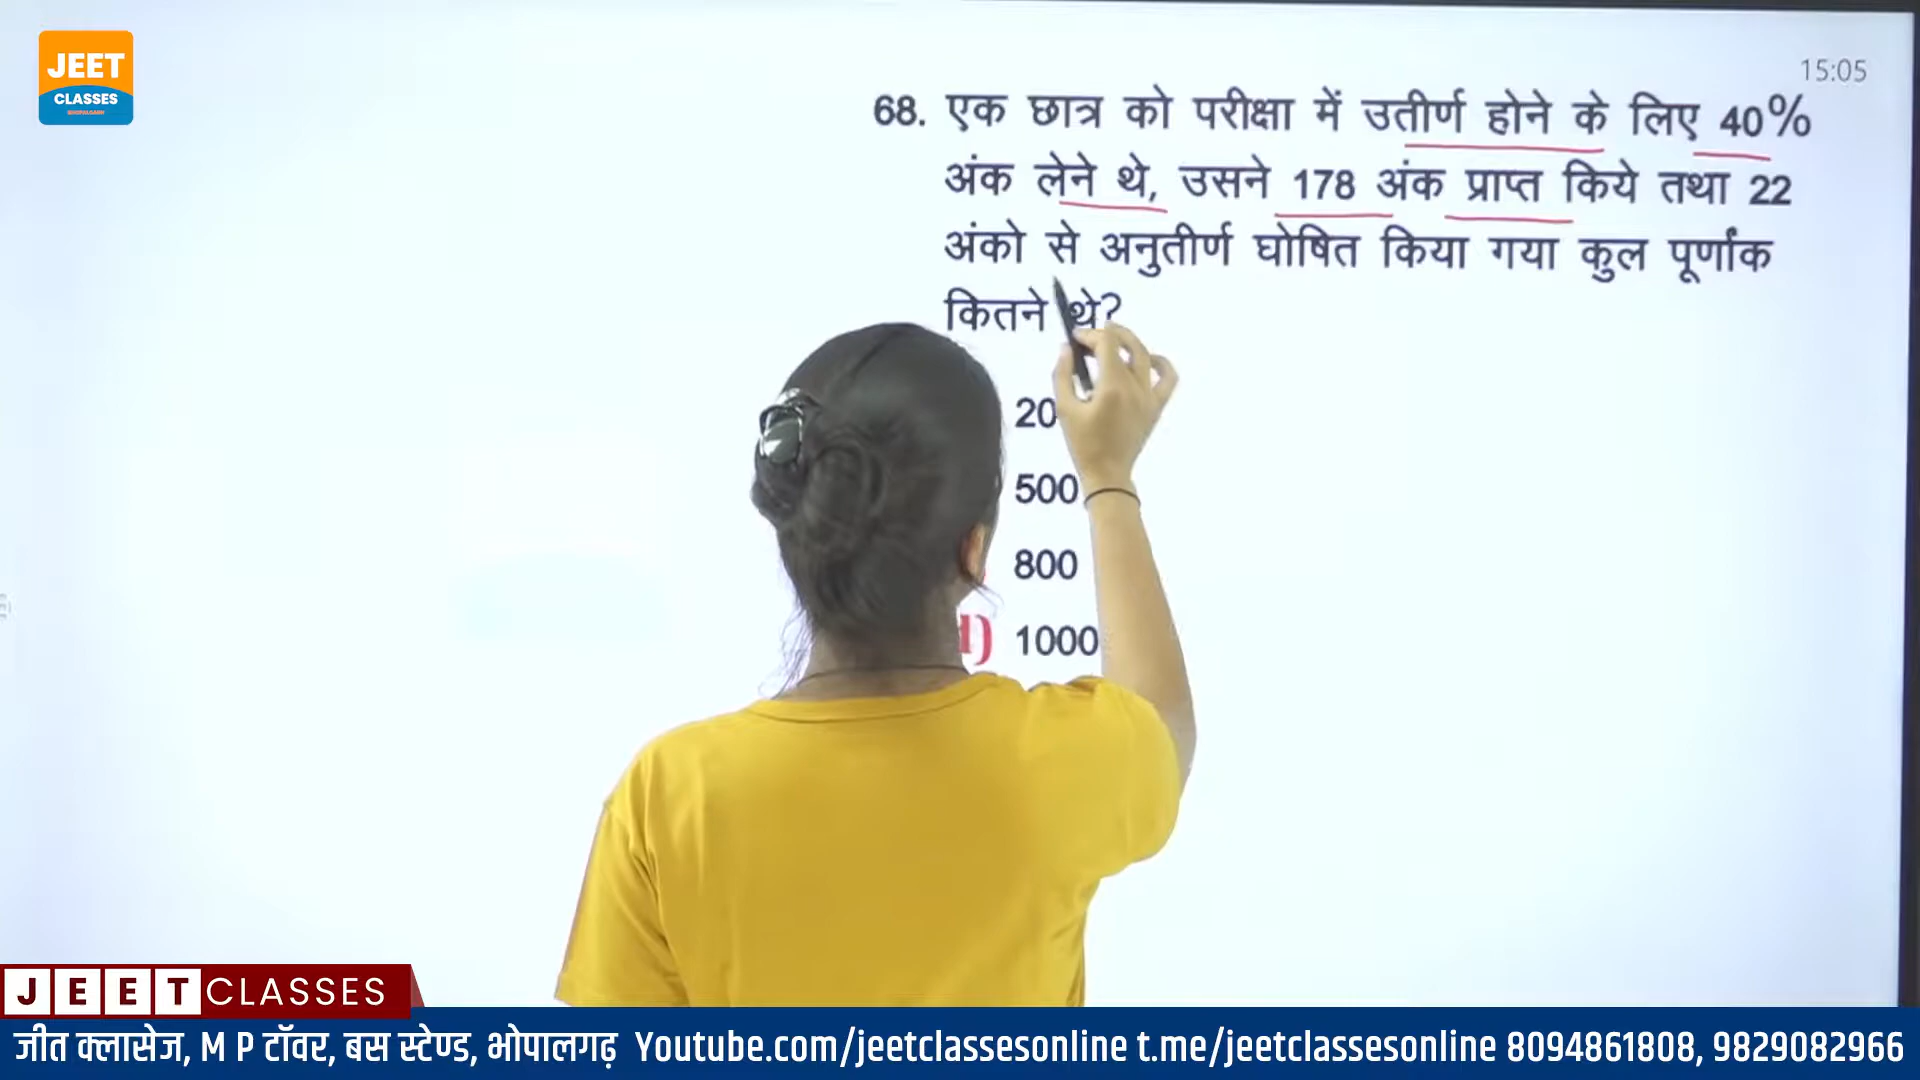 JEET
CLASSES
15:05
68. एक छात्र को परीक्षा में उतीर्ण होने के लिए 40%
अंक लेने थे, उसने 178 अंक प्राप्त किये तथा 22
अंको से अनुतीर्ण घोषित किया गया कुल पूर्णांक
कितने थे?
20
500
800
1000
JEET CLASSES
जीत क्लासेज, M P टॉवर, बस स्टेण्ड, भोपालगढ़ Youtube.com/jeetclassesonline t.me/jeetclassesonline 8094861808, 9829082966